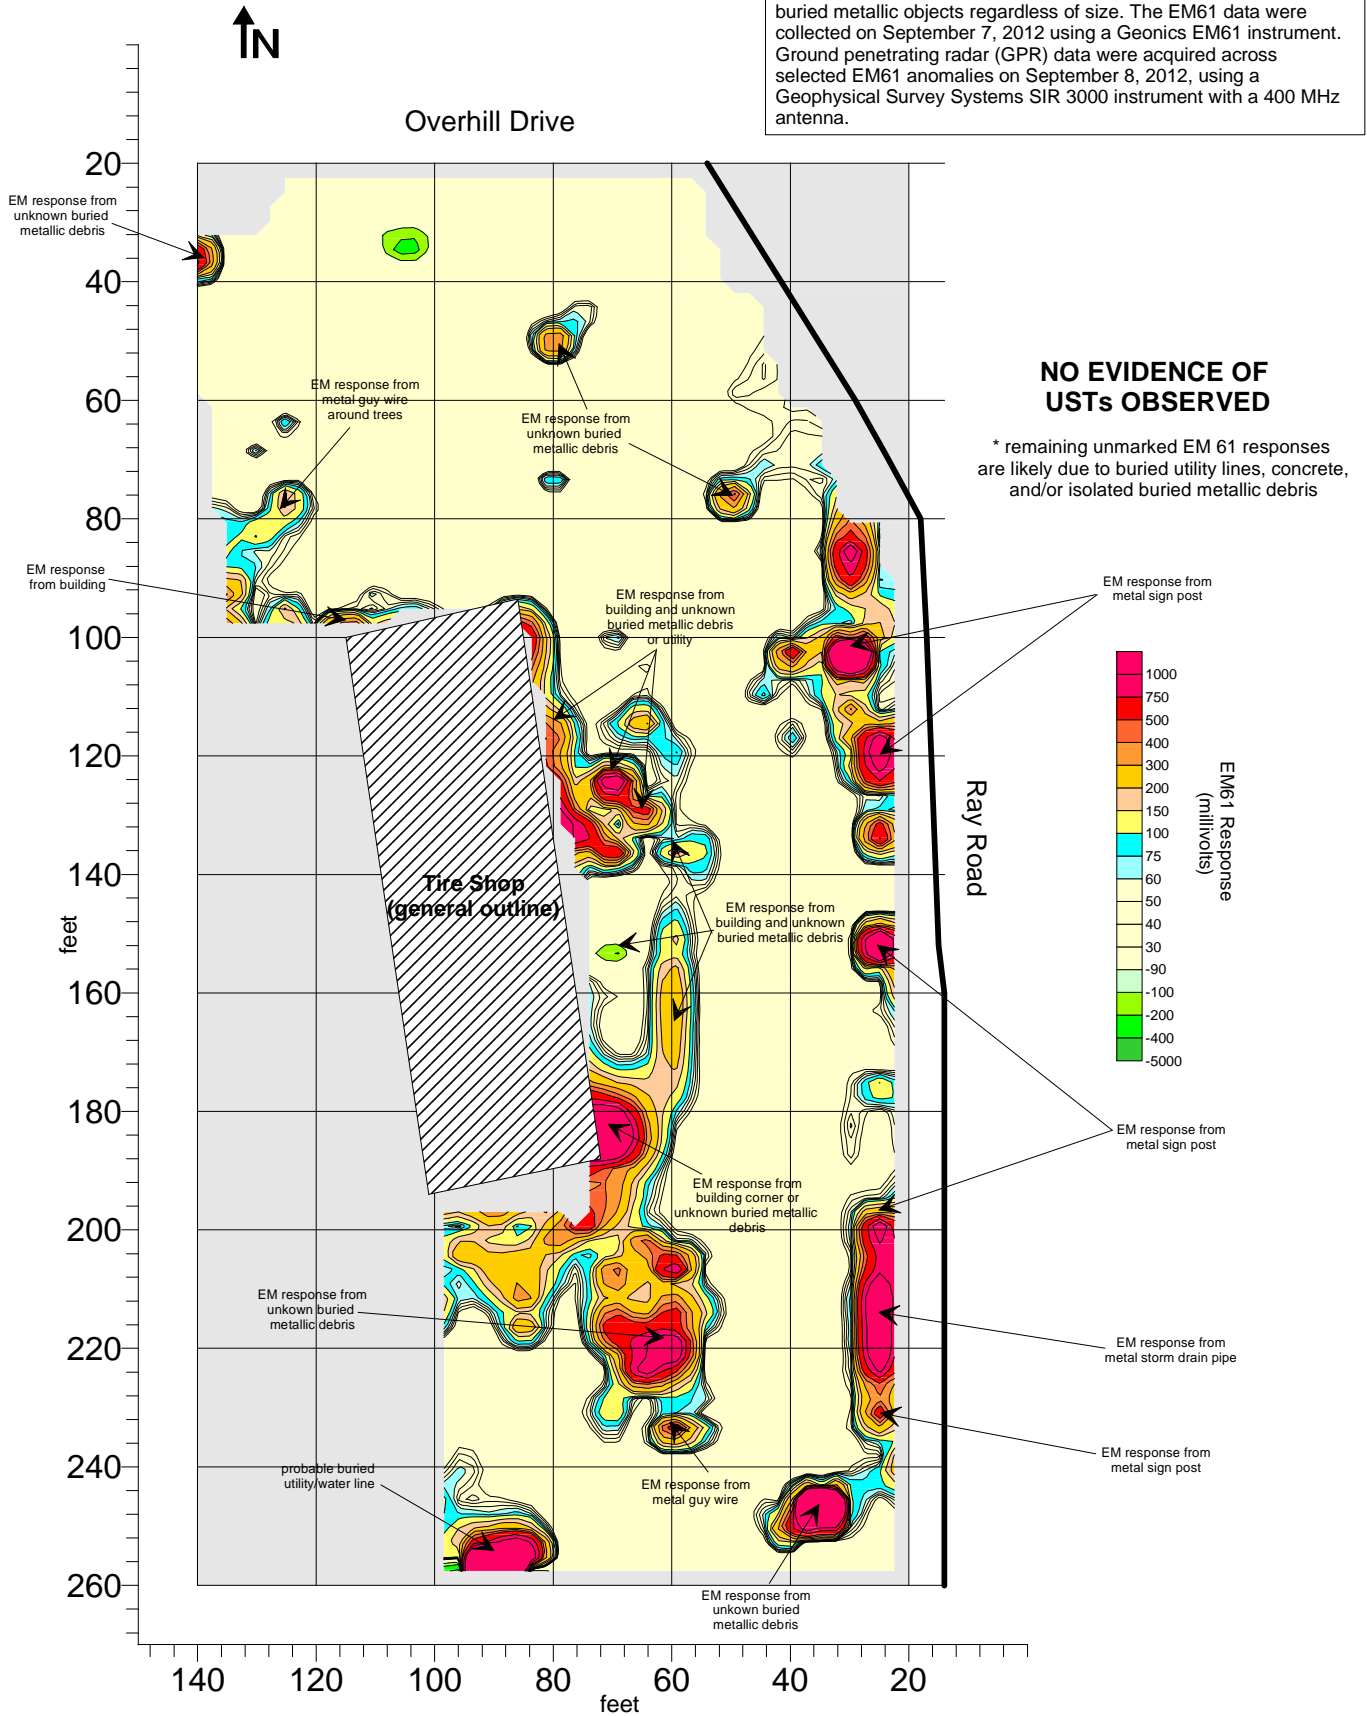 N
buried metallic objects regardless of size. The EM61 data were
collected on September 7, 2012 using a Geonics EM61 instrument.
Ground penetrating radar (GPR) data were acquired across
selected EM61 anomalies on September 8, 2012, using a
Geophysical Survey Systems SIR 3000 instrument with a 400 MHz
antenna.
Overhill Drive
20
40
60
80
100
120
140
160
180
200
220
240
260
feet
EM response from
unknown buried
metallic debris
EM response from
metal guy wire
around trees
EM response from
unknown buried
metallic debris
NO EVIDENCE OF
USTs OBSERVED
* remaining unmarked EM 61 responses
are likely due to buried utility lines, concrete,
and/or isolated buried metallic debris
EM response
from building
EM response from
building and unknown
buried metallic debris
or utility
EM response from
metal sign post
1000
750
500
400
300
200
150
100
75
60
50
40
30
-90
-100
-200
-400
-5000
EM61 Response
(millivolts)
Ray Road
Tire Shop
(general outline)
EM response from
building and unknown
buried metallic debris
EM response from
metal sign post
EM response from
building corner or
unknown buried metallic
debris
EM response from
unkown buried
metallic debris
EM response from
metal storm drain pipe
EM response from
metal sign post
probable buried
utility/water line
EM response from
metal guy wire
EM response from
unkown buried
metallic debris
140
120
100
80
60
40
20
feet